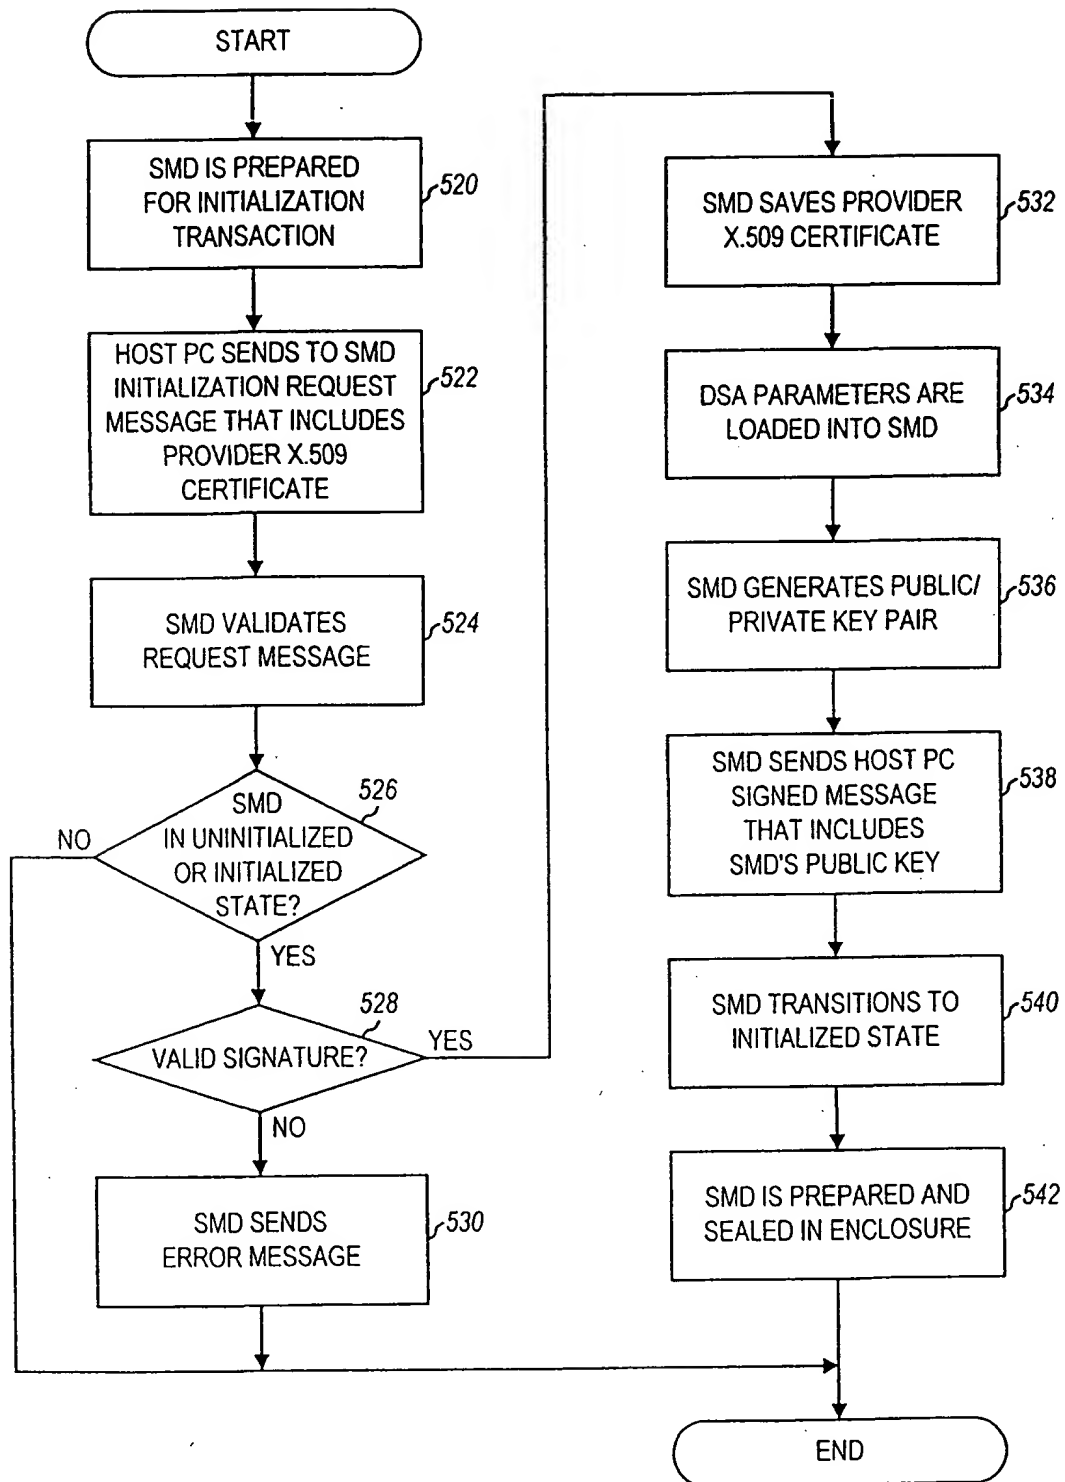 START
SMD IS PREPARED
FOR INITIALIZATION
TRANSACTION
520
HOST PC SENDS TO SMD
INITIALIZATION REQUEST
MESSAGE THAT INCLUDES
PROVIDER X.509
CERTIFICATE
522
SMD VALIDATES
REQUEST MESSAGE
524
SMD
IN UNINITIALIZED
OR INITIALIZED
STATE?
526
NO
YES
VALID SIGNATURE?
528
YES
NO
SMD SENDS
ERROR MESSAGE
530
SMD SAVES PROVIDER
X.509 CERTIFICATE
532
DSA PARAMETERS ARE
LOADED INTO SMD
534
SMD GENERATES PUBLIC/
PRIVATE KEY PAIR
536
SMD SENDS HOST PC
SIGNED MESSAGE
THAT INCLUDES
SMD'S PUBLIC KEY
538
SMD TRANSITIONS TO
INITIALIZED STATE
540
SMD IS PREPARED AND
SEALED IN ENCLOSURE
542
END